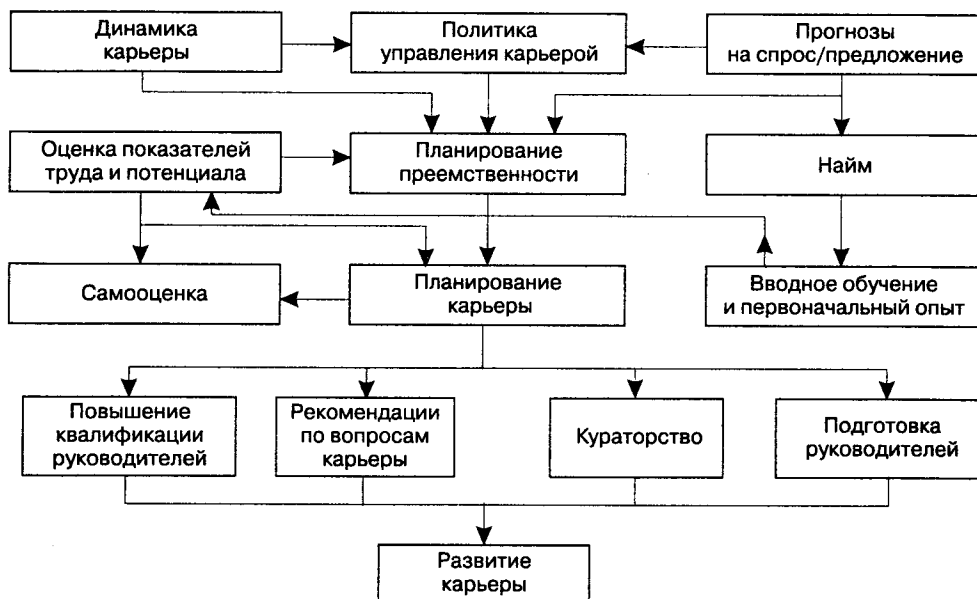 Динамика
карьеры
Политика
управления карьерой
Прогнозы
на спрос/предложение
Оценка показателей
труда и потенциала
Планирование
преемственности
Найм
Самооценка
Планирование
карьеры
Вводное обучение
и первоначальный опыт
Повышение
квалификации
руководителей
Рекомендации
по вопросам
карьеры
Кураторство
Подготовка
руководителей
Развитие
карьеры